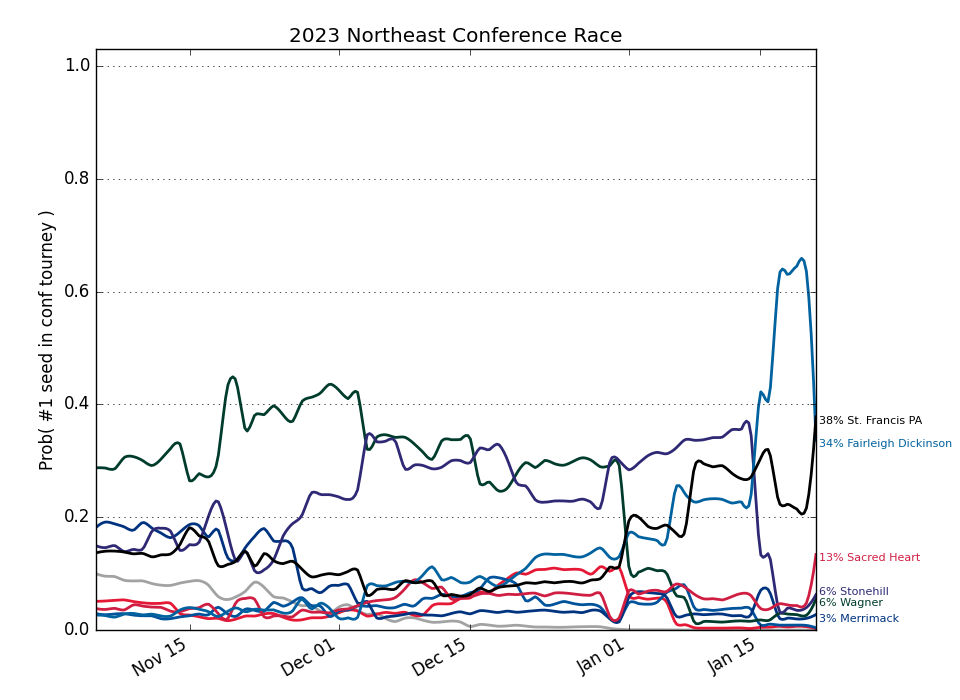 2023 Northeast Conference Race
Prob( #1 seed in conf tourney )
1.0
0.8
0.6
0.4
0.2
0.0
Nov 15
Dec 01
Dec 15
Jan 01
Jan 15
38% St. Francis PA
34% Fairleigh Dickinson
13% Sacred Heart
6% Stonehill
6% Wagner
3% Merrimack